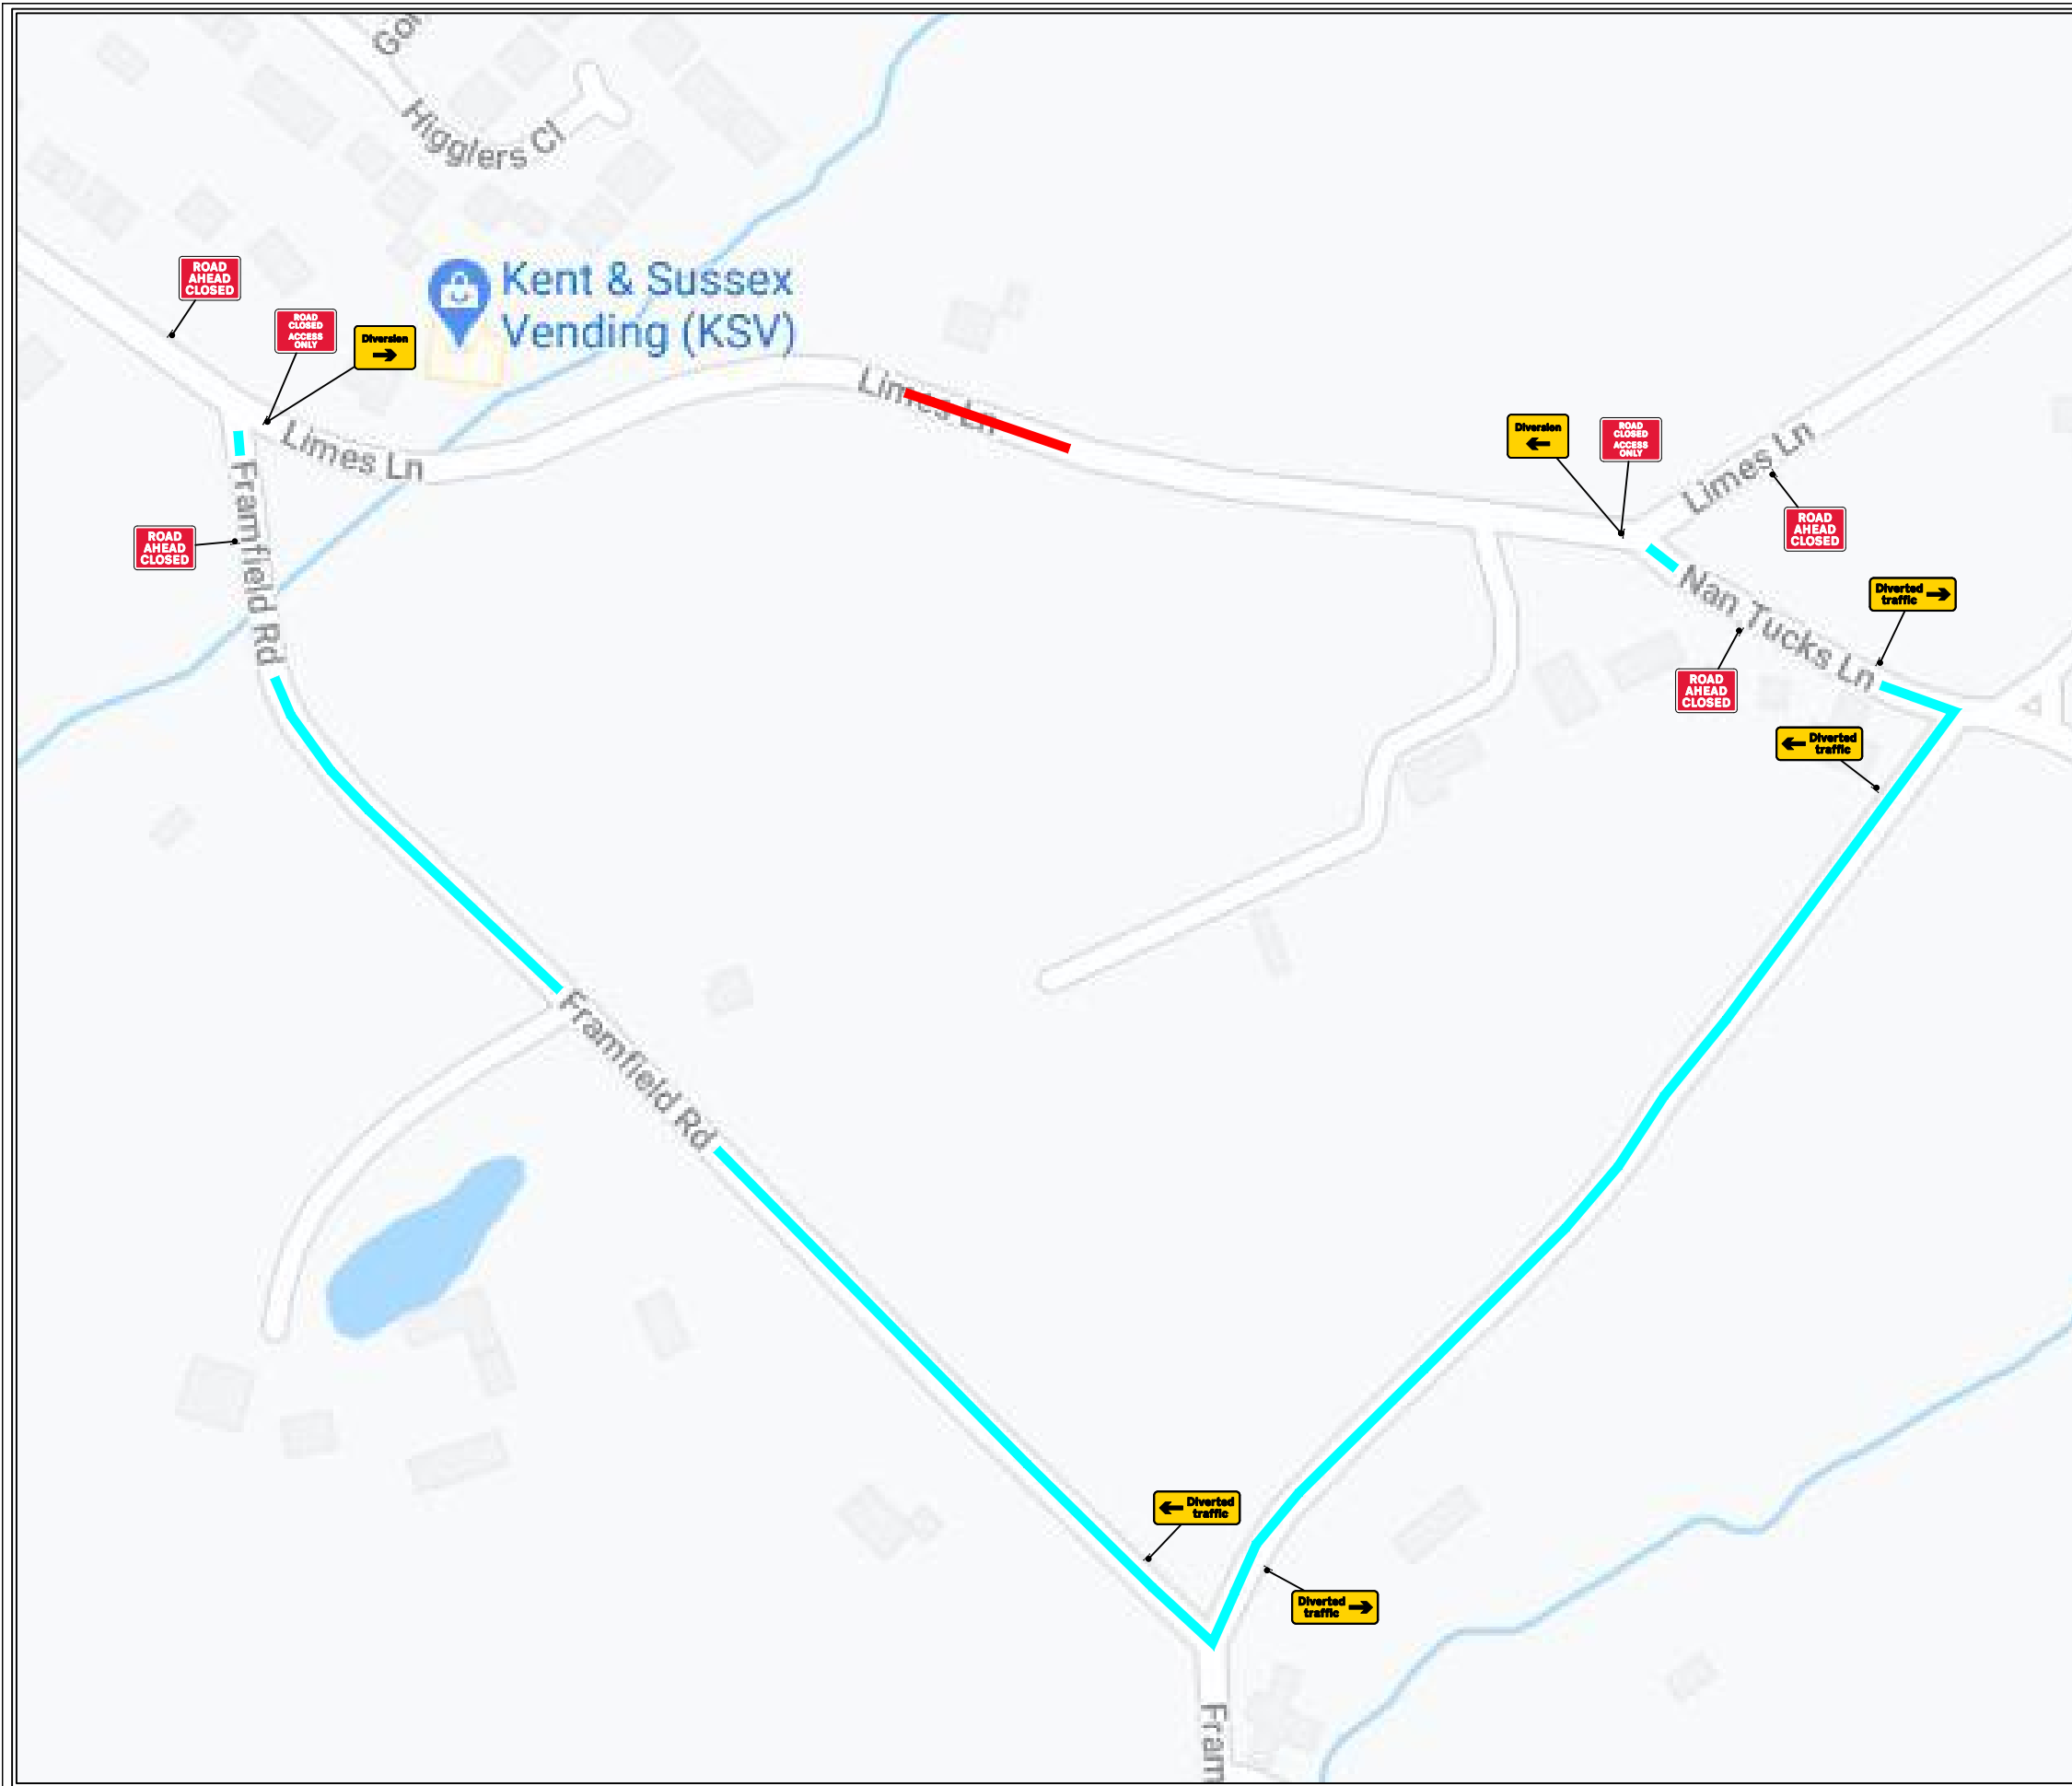 Gor
Higglers Cl
Kent & Sussex
Vending (KSV)
ROAD
AHEAD
CLOSED
ROAD
CLOSED
ACCESS
ONLY
Diversion
Limes Ln
Limes Ln
Diversion
ROAD
CLOSED
ACCESS
ONLY
Limes Ln
ROAD
AHEAD
CLOSED
Framfield Rd
ROAD
AHEAD
CLOSED
Nan Tucks Ln
Diverted
traffic
ROAD
AHEAD
CLOSED
Diverted
traffic
Framfield Rd
Diverted
traffic
Diverted
traffic
Fram